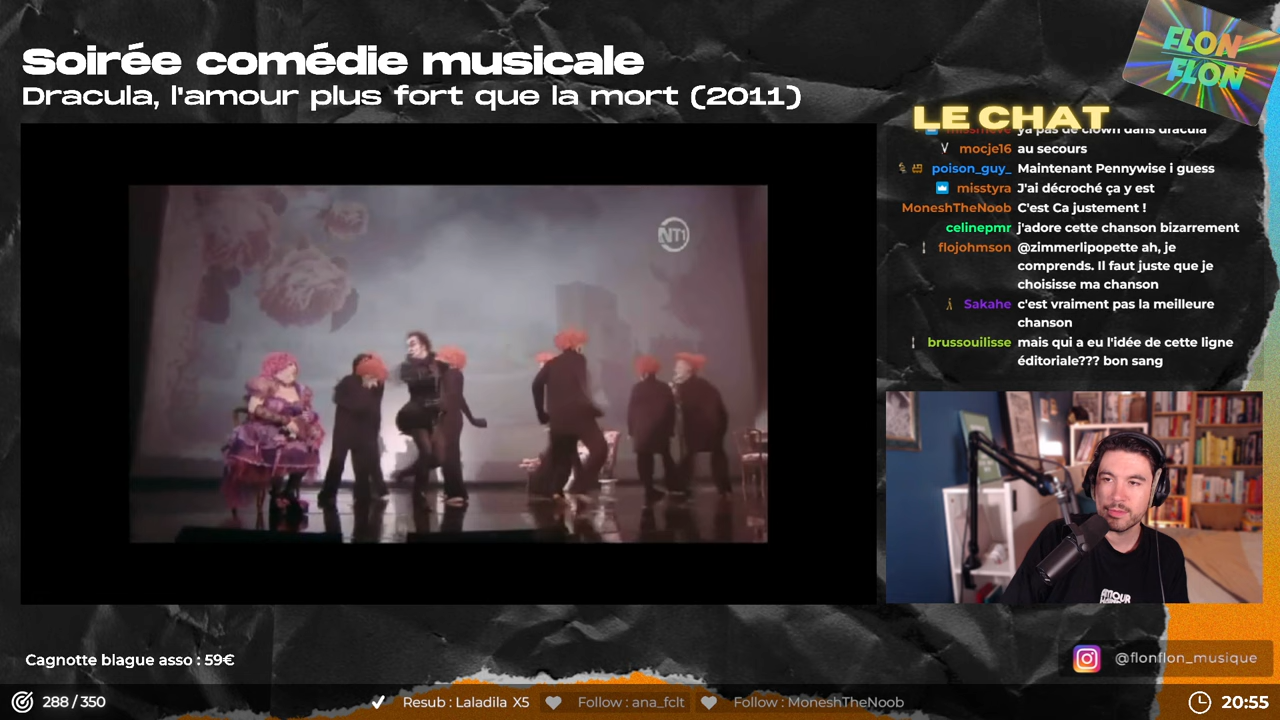 Soirée comédie musicale
Dracula, l'amour plus fort que la mort (2011)
FLON
FLON
LE CHAT
ya pas de clown dans dracula
mocje16 au secours
poison_guy_ Maintenant Pennywise i guess
misstyra J'ai décroché ça y est
MoneshTheNoob C'est Ca justement !
celinepmr j'adore cette chanson bizarrement
flojohmson @zimmerlipopette ah, je
comprends. Il faut juste que je
choisisse ma chanson
Sakahe c'est vraiment pas la meilleure
chanson
brussouilisse mais qui a eu l'idée de cette ligne
éditoriale??? bon sang
NT1
AMOUR
Cagnotte blague asso : 59€
@flonflon_musique
288 / 350
Resub : Laladila X5
Follow : ana_fclt
Follow : MoneshTheNoob
20:55